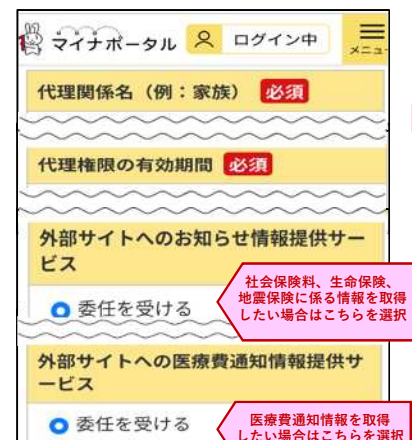 マイナポータル
ログイン中
メニュー
代理関係名（例：家族） 必須
代理権限の有効期間 必須
外部サイトへのお知らせ情報提供サー
ビス
委任を受ける
社会保険料、生命保険、
地震保険に係る情報を取得
したい場合はこちらを選択
外部サイトへの医療費通知情報提供サ
ービス
委任を受ける
医療費通知情報を取得
したい場合はこちらを選択